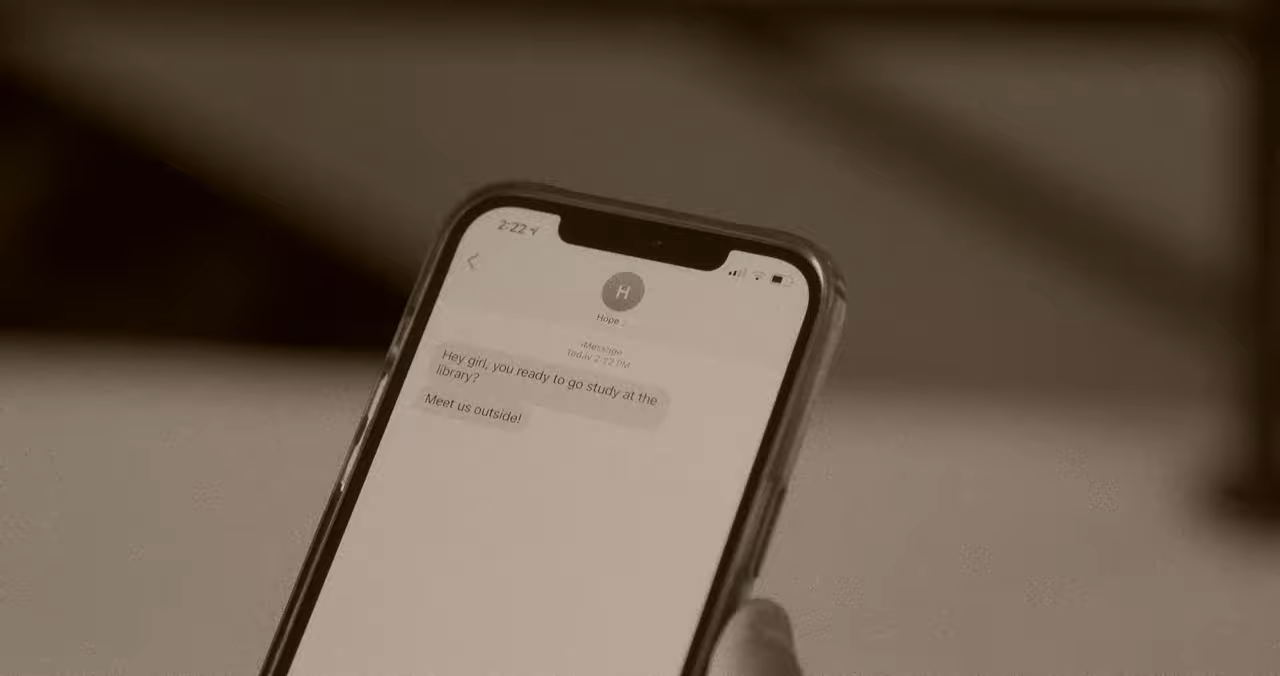 2:22
H
Hope
iMessage
Today 2:22 PM
Hey girl, you ready to go study at the
library?
Meet us outside!